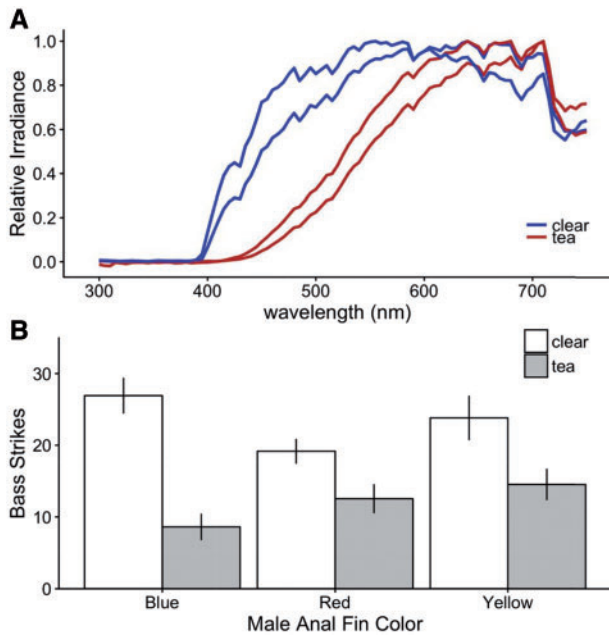 A
1.0
0.8
0.6
0.4
0.2
0.0
Relative Irradiance
clear
tea
300 400 500 600 700
wavelength (nm)
B
clear
tea
30
20
10
0
Bass Strikes
Blue Red Yellow
Male Anal Fin Color